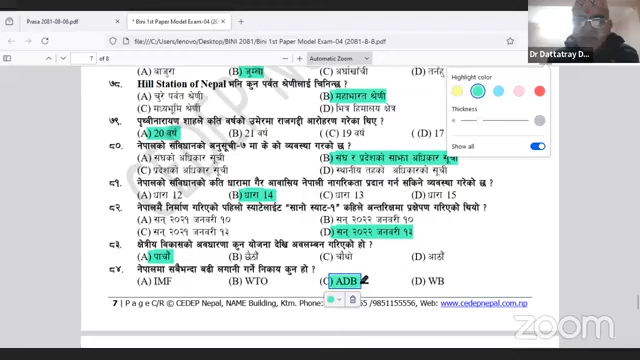 Prasa 2081-08-08.pdf
* Bini 1st Paper Model Exam-04
file:///C:/Users/lenovo/Desktop/BINI 2081/Bini 1st Paper Model Exam-04 (2081-8-8.pdf
7 of 8
Automatic Zoom
Dr Dattatray D...
Highlight color
Thickness
Show all
(A) बाजुरा (B) जुम्ला (C) अर्घाखाँची (D) तनहुँ
७८. Hill Station of Nepal भनि कुन पर्वत श्रेणीलाई चिनिन्छ ?
(A) चुरे पर्वत श्रेणी (B) महाभारत श्रेणी
(C) मध्यभूमि श्रेणी (D) भित्र हिमालय क्षेत्र
७९. पृथ्वीनारायण शाहले कति वर्षको उमेरमा राजगद्दी आरोहण गरेका थिए ?
(A) 20 वर्ष (B) 21 वर्ष (C) 19 वर्ष (D) 17
८०. नेपालको संविधानको अनुसूची-७ मा के को व्यवस्था गरेको छ ?
(A) संघको अधिकार सूची (B) संघ र प्रदेशको साझा अधिकार सूची
(C) प्रदेशको अधिकार सूची (D) स्थानीय तहको अधिकारको सूची
८१. नेपालको संविधानको कति धारामा गैर आवासिय नेपाली नागरिकता प्रदान गर्न सकिने व्यवस्था गरेको छ ?
(A) धारा 12 (B) धारा 14 (C) धारा 13 (D) धारा 15
८२. नेपालमै निर्माण गरिएको पहिलो स्याटेलाईट "सानो स्याट-१" कहिले अन्तरिक्षमा प्रक्षेपण गरिएको थियो ?
(A) सन् २०२१ जनवरी १० (B) सन् २०२२ जनवरी १०
(C) सन् २०२१ जनवरी १३ (D) सन् २०२२ जनवरी १३
८३. क्षेत्रीय विकासको अवधारणा कुन योजना देखि अवलम्बन गरिएको हो ?
(A) पाचौं (B) छैठौं (C) चौथो (D) आठौं
८४. नेपालमा सबैभन्दा बढी लगानी गर्ने निकाय कुन हो ?
(A) IMF (B) WTO (C) ADB (D) WB
7 | P a g e C/R © CEDEP Nepal, NAME Building, Ktm. Phone: 55 /9851155556, Web: www.cedepnepal.com.np
zoom